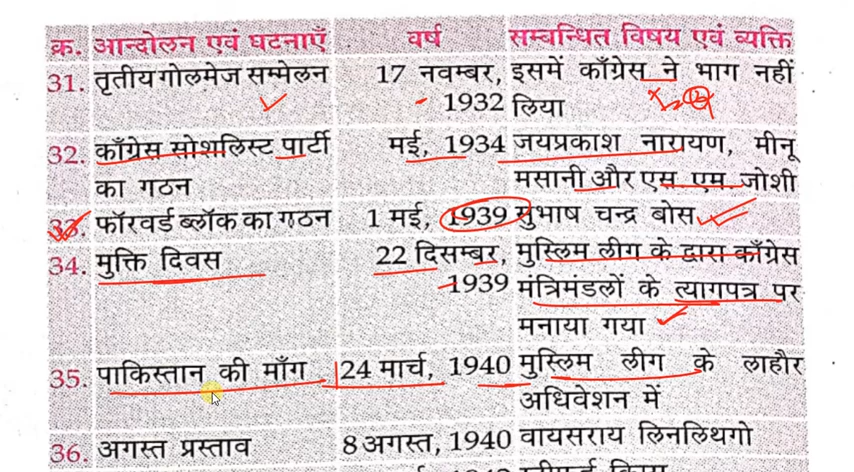 क्र. आन्दोलन एवं घटनाएँ वर्ष सम्बन्धित विषय एवं व्यक्ति
31. तृतीय गोलमेज सम्मेलन 17 नवम्बर, इसमें काँग्रेस ने भाग नहीं
1932 लिया
32. काँग्रेस सोशलिस्ट पार्टी मई, 1934 जयप्रकाश नारायण, मीनू
का गठन मसानी और एस. एम. जोशी
33. फॉरवर्ड ब्लॉक का गठन 1 मई, 1939 सुभाष चन्द्र बोस
34. मुक्ति दिवस 22 दिसम्बर, मुस्लिम लीग के द्वारा काँग्रेस
1939 मंत्रिमंडलों के त्यागपत्र पर
मनाया गया
35. पाकिस्तान की माँग 24 मार्च, 1940 मुस्लिम लीग के लाहौर
अधिवेशन में
36. अगस्त प्रस्ताव 8 अगस्त, 1940 वायसराय लिनलिथगो